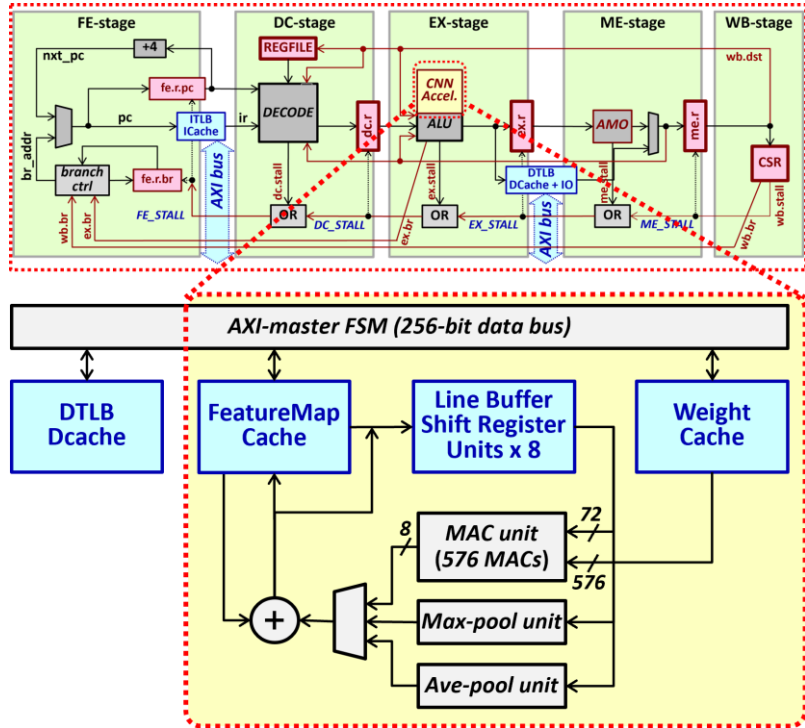 FE-stage
DC-stage
EX-stage
ME-stage
WB-stage
nxt_pc
+4
REGFILE
CNN
Accel.
wb.dst
fe.r.pc
pc
ITLB
ICache
ir
DECODE
dc.r
ALU
ex.r
AMO
me.r
br_addr
branch
ctrl
fe.r.br
AXI bus
dc.stall
ex.stall
DTLB
DCache + IO
me_stall
CSR
wb.br
ex.br
FE_STALL
OR
DC_STALL
ex.br
OR
EX_STALL
AXI bus
OR
ME_STALL
wb.br
wb.stall
AXI-master FSM (256-bit data bus)
DTLB
Dcache
FeatureMap
Cache
Line Buffer
Shift Register
Units x 8
Weight
Cache
8
MAC unit
(576 MACs)
72
576
+
Max-pool unit
Ave-pool unit